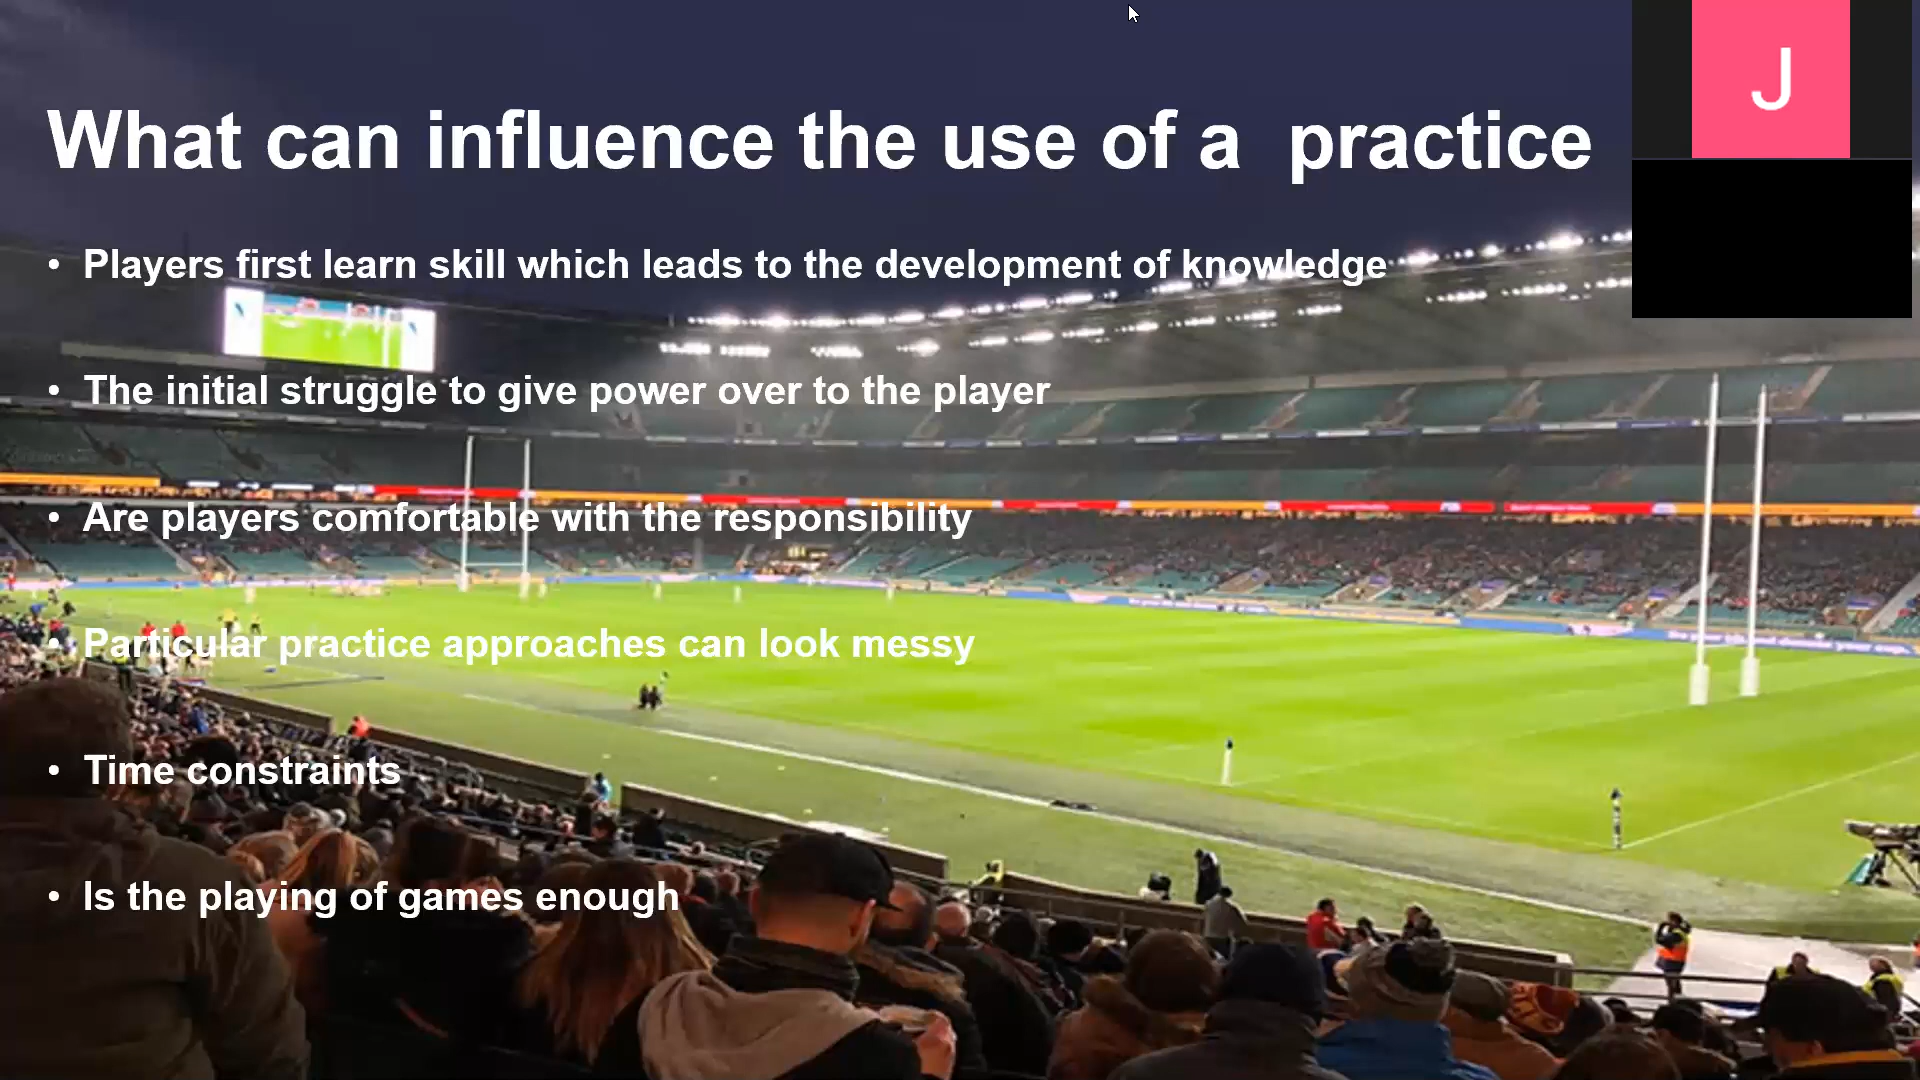 What can influence the use of a  practice
J
• Players first learn skill which leads to the development of knowledge
• The initial struggle to give power over to the player
• Are players comfortable with the responsibility
• Particular practice approaches can look messy
• Time constraints
• Is the playing of games enough